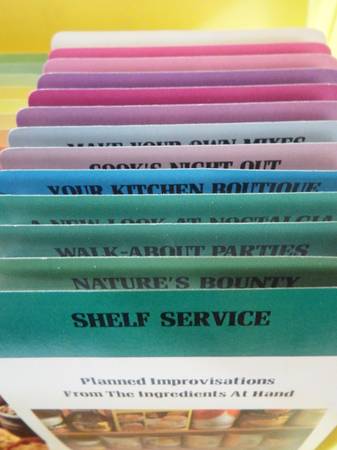 MAKE YOUR OWN MIXES
COOK'S NIGHT OUT
YOUR KITCHEN BOUTIQUE
A NEW LOOK AT NOSTALGIA
WALK-ABOUT PARTIES
NATURE'S BOUNTY
SHELF SERVICE
Planned Improvisations
From The Ingredients At Hand